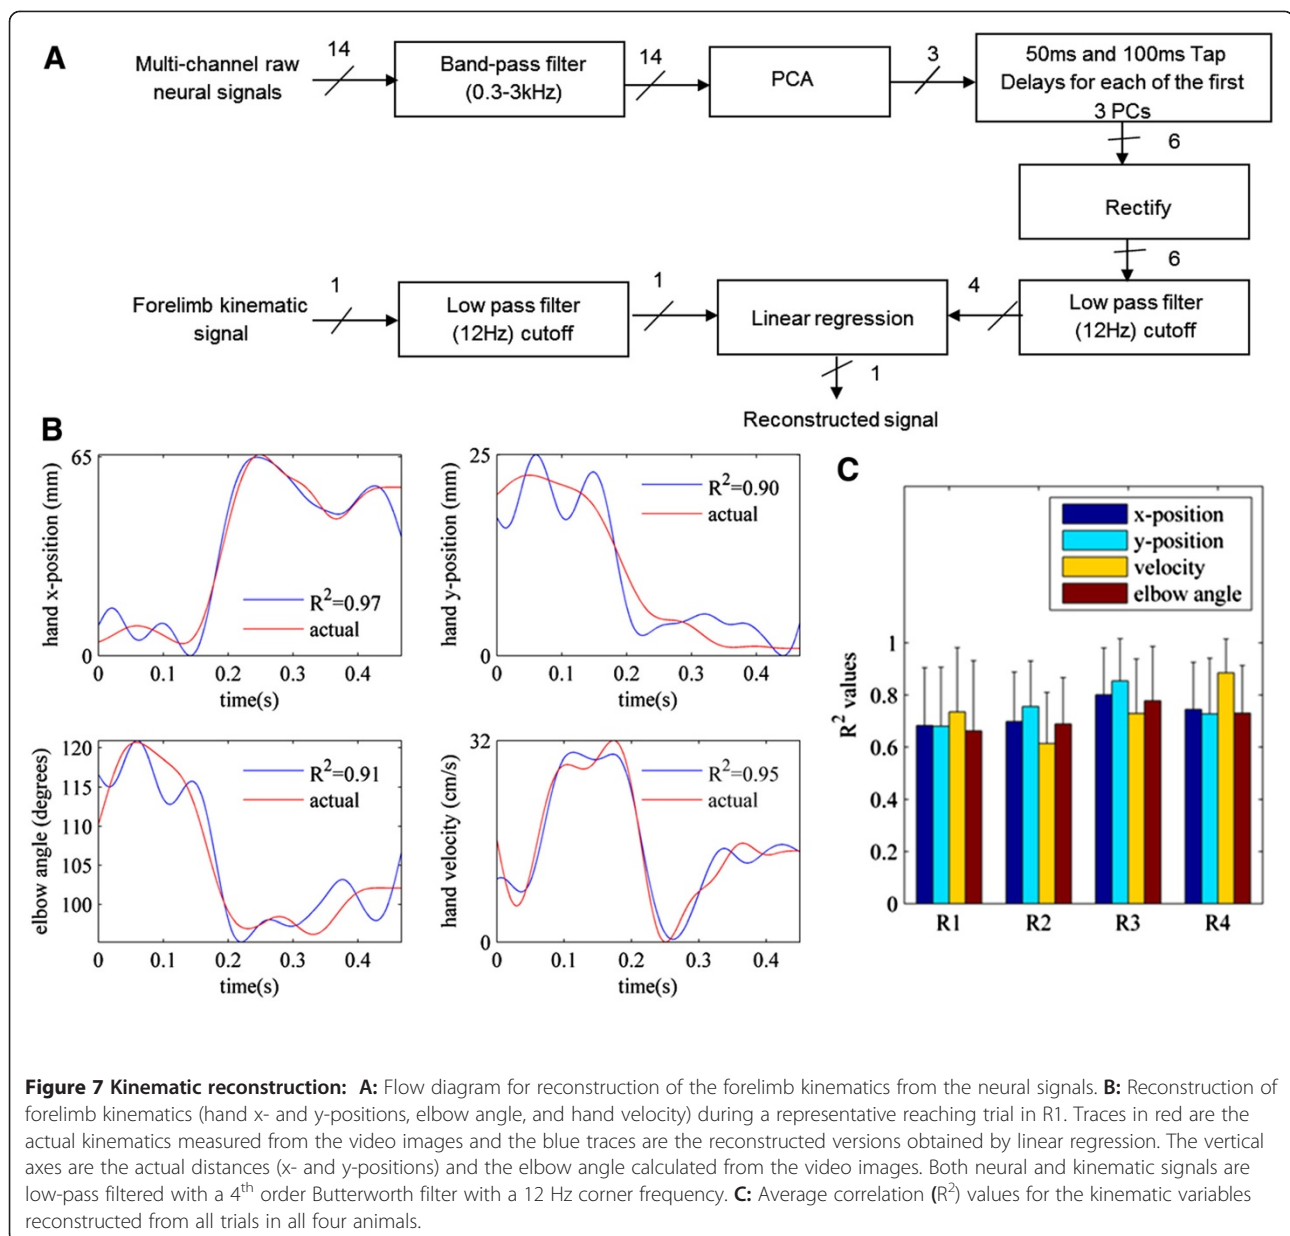 A
Multi-channel raw
neural signals
14
Band-pass filter
(0.3-3kHz)
14
PCA
3
50ms and 100ms Tap
Delays for each of the first
3 PCs
6
Rectify
6
Forelimb kinematic
signal
1
Low pass filter
(12Hz) cutoff
1
Linear regression
4
Low pass filter
(12Hz) cutoff
1
Reconstructed signal
B
65
0
hand x-position (mm)
R²=0.97
actual
0 0.1 0.2 0.3 0.4
time(s)
25
0
hand y-position (mm)
R²=0.90
actual
0 0.1 0.2 0.3 0.4
time(s)
120
115
110
105
100
elbow angle (degrees)
R²=0.91
actual
0 0.1 0.2 0.3 0.4
time(s)
32
0
hand velocity (cm/s)
R²=0.95
actual
0 0.1 0.2 0.3 0.4
time(s)
C
x-position
y-position
velocity
elbow angle
1
0.8
0.6
0.4
0.2
0
R² values
R1 R2 R3 R4
Figure 7 Kinematic reconstruction: A: Flow diagram for reconstruction of the forelimb kinematics from the neural signals. B: Reconstruction of
forelimb kinematics (hand x- and y-positions, elbow angle, and hand velocity) during a representative reaching trial in R1. Traces in red are the
actual kinematics measured from the video images and the blue traces are the reconstructed versions obtained by linear regression. The vertical
axes are the actual distances (x- and y-positions) and the elbow angle calculated from the video images. Both neural and kinematic signals are
low-pass filtered with a 4th order Butterworth filter with a 12 Hz corner frequency. C: Average correlation (R²) values for the kinematic variables
reconstructed from all trials in all four animals.